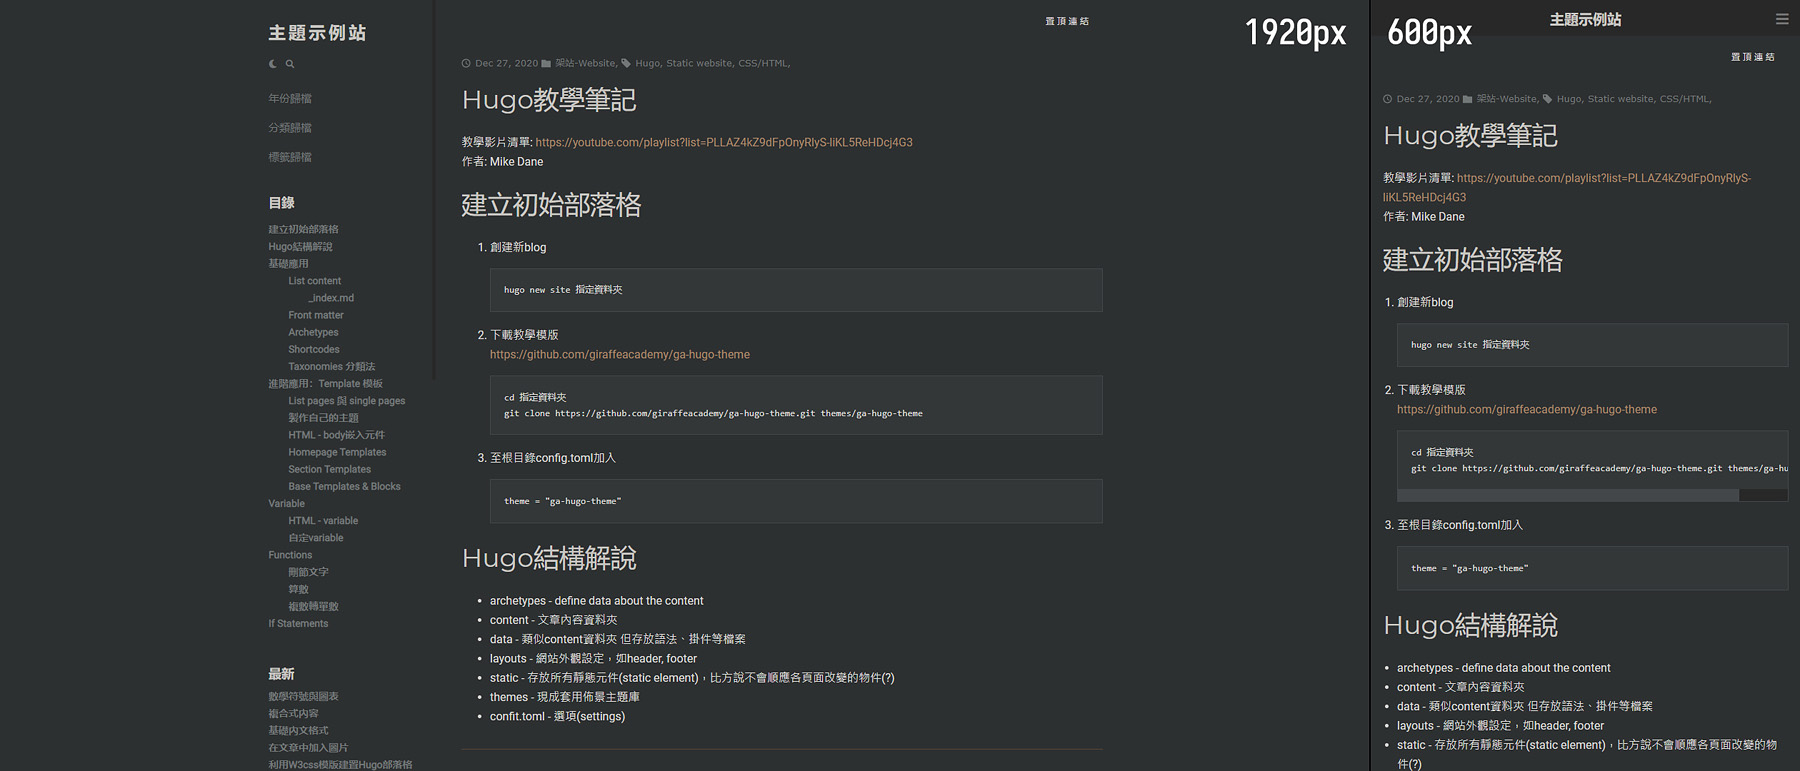 主題示例站
年份歸檔
分類歸檔
標籤歸檔
目錄
建立初始部落格
Hugo結構解說
基礎應用
List content
_index.md
Front matter
Archetypes
Shortcodes
Taxonomies 分類法
進階應用：Template 模板
List pages 與 single pages
製作自己的主題
HTML - body嵌入元件
Homepage Templates
Section Templates
Base Templates & Blocks
Variable
HTML - variable
自定variable
Functions
刪節文字
算數
複數轉單數
If Statements
最新
數學符號與圖表
複合式內容
基礎內文格式
在文章中加入圖片
利用W3css模版建置Hugo部落格
置頂連結
1920px
Dec 27, 2020 架站-Website, Hugo, Static website, CSS/HTML,
Hugo教學筆記
教學影片清單: https://youtube.com/playlist?list=PLLAZ4kZ9dFpOnyRlyS-liKL5ReHDcj4G3
作者: Mike Dane
建立初始部落格
1. 創建新blog
hugo new site 指定資料夾
2. 下載教學模版
https://github.com/giraffeacademy/ga-hugo-theme
cd 指定資料夾
git clone https://github.com/giraffeacademy/ga-hugo-theme.git themes/ga-hugo-theme
3. 至根目錄config.toml加入
theme = "ga-hugo-theme"
Hugo結構解說
• archetypes - define data about the content
• content - 文章內容資料夾
• data - 類似content資料夾 但存放語法、掛件等檔案
• layouts - 網站外觀設定，如header, footer
• static - 存放所有靜態元件(static element)，比方說不會順應各頁面改變的物件(?)
• themes - 現成套用佈景主題庫
• confit.toml - 選項(settings)
600px
主題示例站
置頂連結
Dec 27, 2020 架站-Website, Hugo, Static website, CSS/HTML,
Hugo教學筆記
教學影片清單: https://youtube.com/playlist?list=PLLAZ4kZ9dFpOnyRlyS-
liKL5ReHDcj4G3
作者: Mike Dane
建立初始部落格
1. 創建新blog
hugo new site 指定資料夾
2. 下載教學模版
https://github.com/giraffeacademy/ga-hugo-theme
cd 指定資料夾
git clone https://github.com/giraffeacademy/ga-hugo-theme.git themes/ga-hu
3. 至根目錄config.toml加入
theme = "ga-hugo-theme"
Hugo結構解說
• archetypes - define data about the content
• content - 文章內容資料夾
• data - 類似content資料夾 但存放語法、掛件等檔案
• layouts - 網站外觀設定，如header, footer
• static - 存放所有靜態元件(static element)，比方說不會順應各頁面改變的物
件(?)